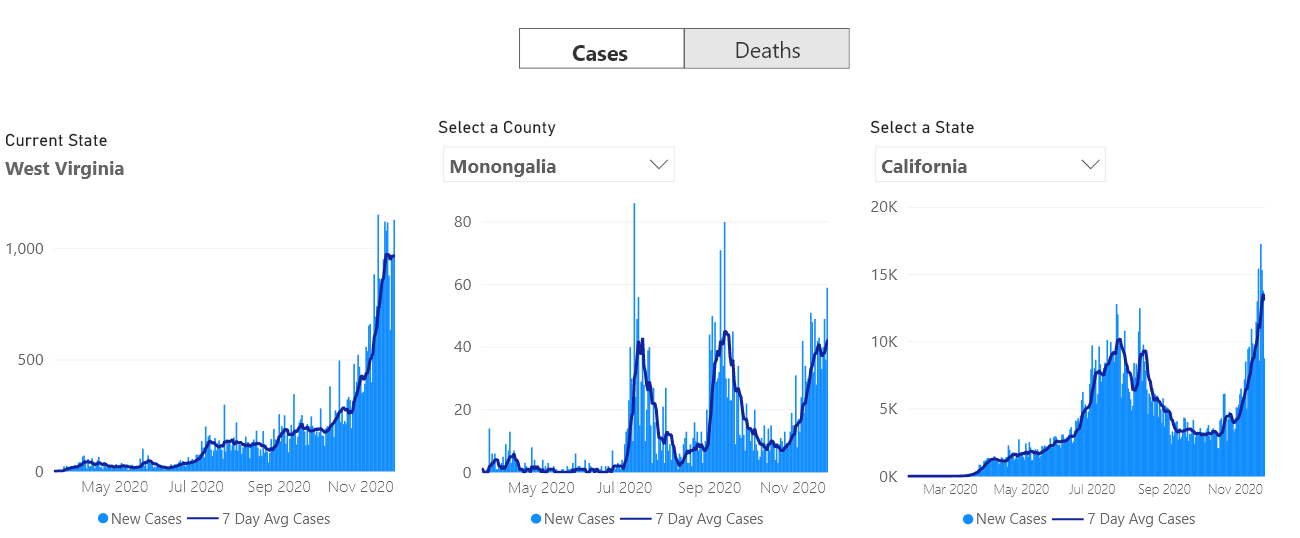 Cases
Deaths
Current State
West Virginia
1,000
500
0
May 2020 Jul 2020 Sep 2020 Nov 2020
New Cases 7 Day Avg Cases
Select a County
Monongalia
80
60
40
20
0
May 2020 Jul 2020 Sep 2020 Nov 2020
New Cases 7 Day Avg Cases
Select a State
California
20K
15K
10K
5K
0K
Mar 2020 May 2020 Jul 2020 Sep 2020 Nov 2020
New Cases 7 Day Avg Cases